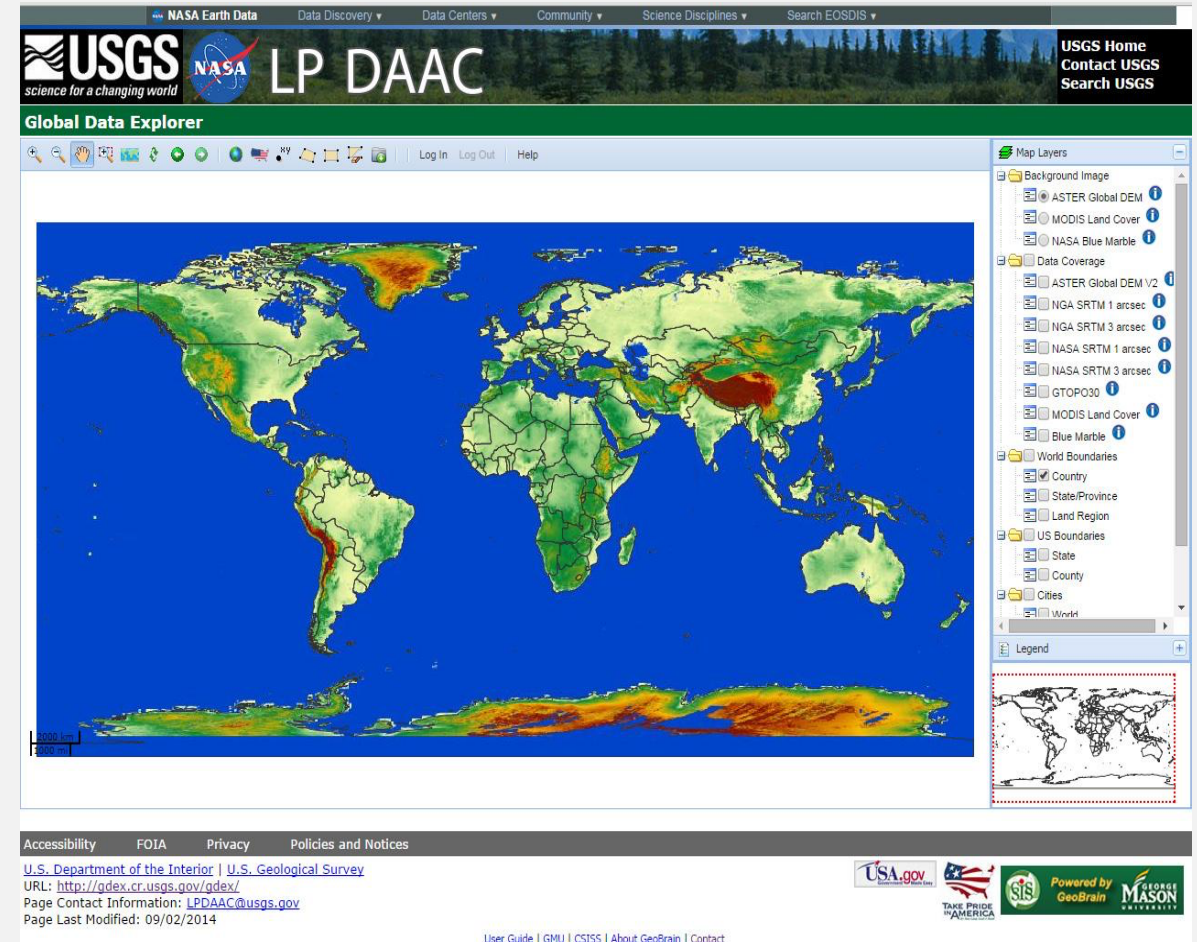 NASA Earth Data Data Discovery ▾ Data Centers ▾ Community ▾ Science Disciplines ▾ Search EOSDIS ▾
USGS
science for a changing world
NASA
LP DAAC
USGS Home
Contact USGS
Search USGS
Global Data Explorer
xy
Log In Log Out Help
Map Layers
Background Image
ASTER Global DEM
MODIS Land Cover
NASA Blue Marble
Data Coverage
ASTER Global DEM V2
NGA SRTM 1 arcsec
NGA SRTM 3 arcsec
NASA SRTM 1 arcsec
NASA SRTM 3 arcsec
GTOPO30
MODIS Land Cover
Blue Marble
World Boundaries
Country
State/Province
Land Region
US Boundaries
State
County
Cities
World
Legend
2000 km
1000 mi
Accessibility FOIA Privacy Policies and Notices
U.S. Department of the Interior | U.S. Geological Survey
URL: http://gdex.cr.usgs.gov/gdex/
Page Contact Information: LPDAAC@usgs.gov
Page Last Modified: 09/02/2014
USA.gov
TAKE PRIDE
IN AMERICA
SIS
Powered by
GeoBrain
GEORGE
MASON
UNIVERSITY
User Guide | GMU | CSISS | About GeoBrain | Contact